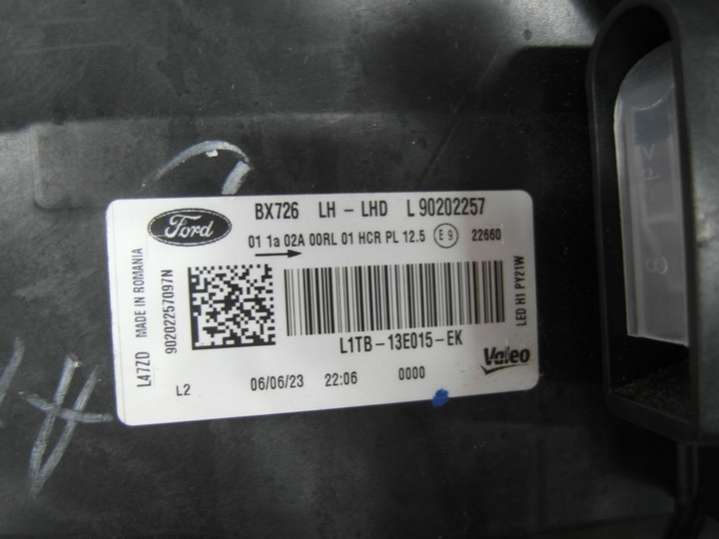 Ford
BX726 LH - LHD L 90202257
01 1a 02A 00RL 01 HCR PL 12.5 E 9 22660
L47ZD MADE IN ROMANIA
90202257097N
LED H1 PY21W
L1TB-13E015-EK
Valeo
L2 06/06/23 22:06 0000